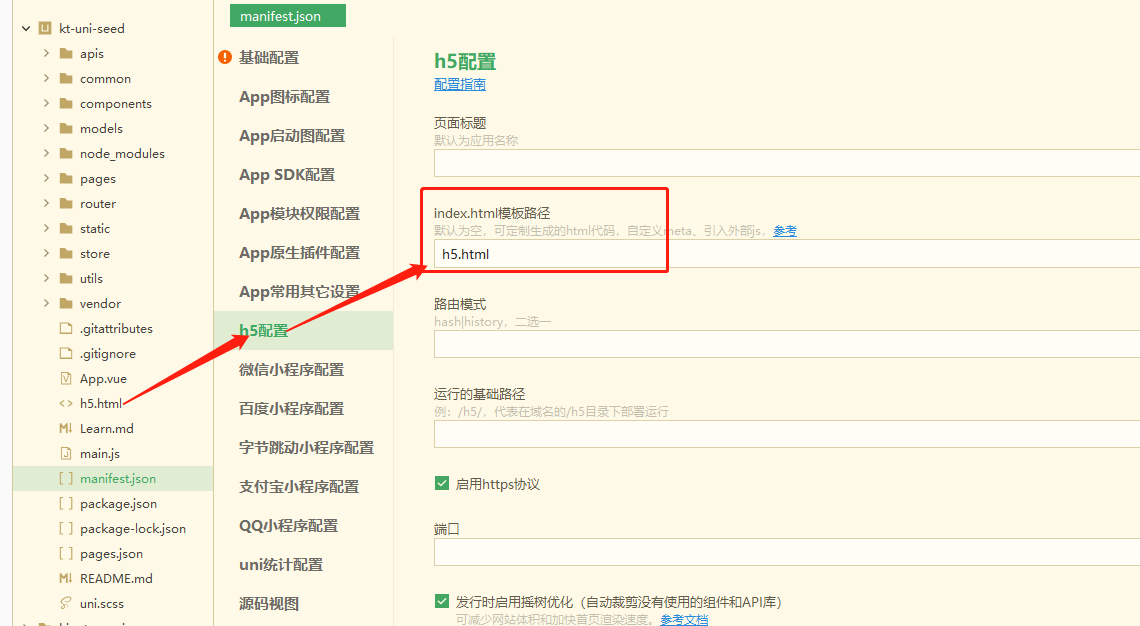 kt-uni-seed
apis
common
components
models
node_modules
pages
router
static
store
utils
vendor
.gitattributes
.gitignore
App.vue
h5.html
Learn.md
main.js
manifest.json
package.json
package-lock.json
pages.json
README.md
uni.scss
manifest.json
基础配置
App图标配置
App启动图配置
App SDK配置
App模块权限配置
App原生插件配置
App常用其它设置
h5配置
微信小程序配置
百度小程序配置
字节跳动小程序配置
支付宝小程序配置
QQ小程序配置
uni统计配置
源码视图
h5配置
配置指南
页面标题
默认为应用名称
index.html模板路径
默认为空，可定制生成的html代码，自定义meta、引入外部js，参考
h5.html
路由模式
hash|history，二选一
运行的基础路径
例：/h5/，代表在域名的/h5目录下部署运行
启用https协议
端口
发行时启用摇树优化（自动裁剪没有使用的组件和API库）
可减少网站体积和加快首页渲染速度。参考文档